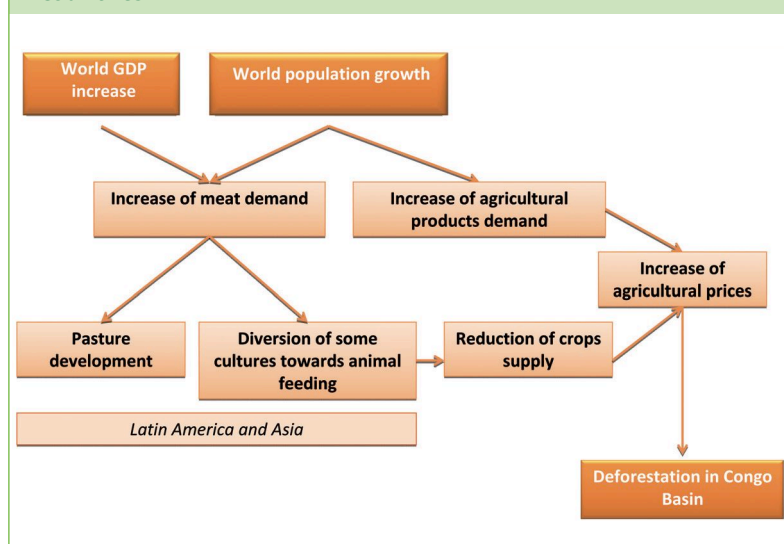 World GDP
increase
World population growth
Increase of meat demand
Increase of agricultural
products demand
Increase of
agricultural prices
Pasture
development
Diversion of some
cultures towards animal
feeding
Reduction of crops
supply
Latin America and Asia
Deforestation in Congo
Basin